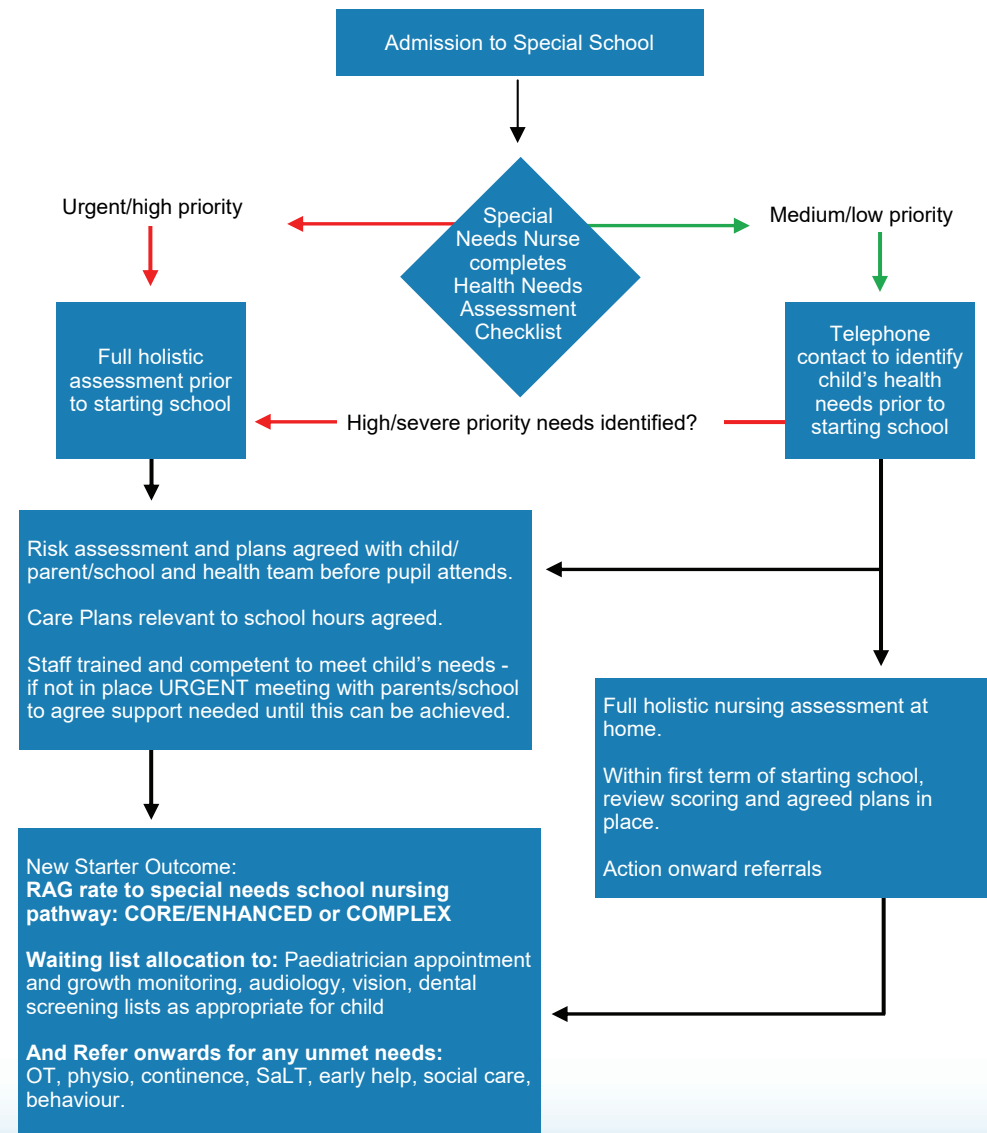 Admission to Special School
Special
Needs Nurse
completes
Health Needs
Assessment
Checklist
Urgent/high priority
Medium/low priority
Full holistic
assessment prior
to starting school
Telephone
contact to identify
child’s health
needs prior to
starting school
High/severe priority needs identified?
Risk assessment and plans agreed with child/
parent/school and health team before pupil attends.
Care Plans relevant to school hours agreed.
Staff trained and competent to meet child’s needs -
if not in place URGENT meeting with parents/school
to agree support needed until this can be achieved.
Full holistic nursing assessment at
home.
Within first term of starting school,
review scoring and agreed plans in
place.
Action onward referrals
New Starter Outcome:
RAG rate to special needs school nursing
pathway: CORE/ENHANCED or COMPLEX
Waiting list allocation to: Paediatrician appointment
and growth monitoring, audiology, vision, dental
screening lists as appropriate for child
And Refer onwards for any unmet needs:
OT, physio, continence, SaLT, early help, social care,
behaviour.